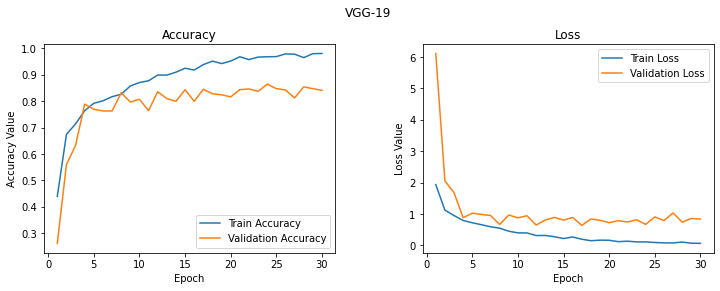 VGG-19
Accuracy
Accuracy Value
1.0
0.9
0.8
0.7
0.6
0.5
0.4
0.3
0 5 10 15 20 25 30
Epoch
Train Accuracy
Validation Accuracy
Loss
Loss Value
6
5
4
3
2
1
0
0 5 10 15 20 25 30
Epoch
Train Loss
Validation Loss